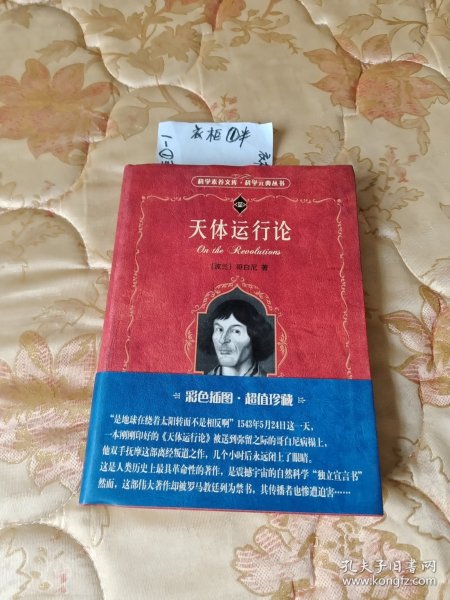 衣柜①半
科学素养文库·科学元典丛书
天体运行论
On the Revolutions
〔波兰〕哥白尼 著
彩色插图·超值珍藏
“是地球在绕着太阳转而不是相反啊”1543年5月24日这一天,
一本刚刚印好的《天体运行论》被送到弥留之际的哥白尼病榻上,
他双手抚摩这部离经叛道之作,几个小时后永远闭上了眼睛。
这是人类历史上最具革命性的著作,是震撼宇宙的自然科学“独立宣言书”
然而,这部伟大著作却被罗马教廷列为禁书,其传播者也惨遭迫害……
孔夫子旧书网
www.kongfz.com